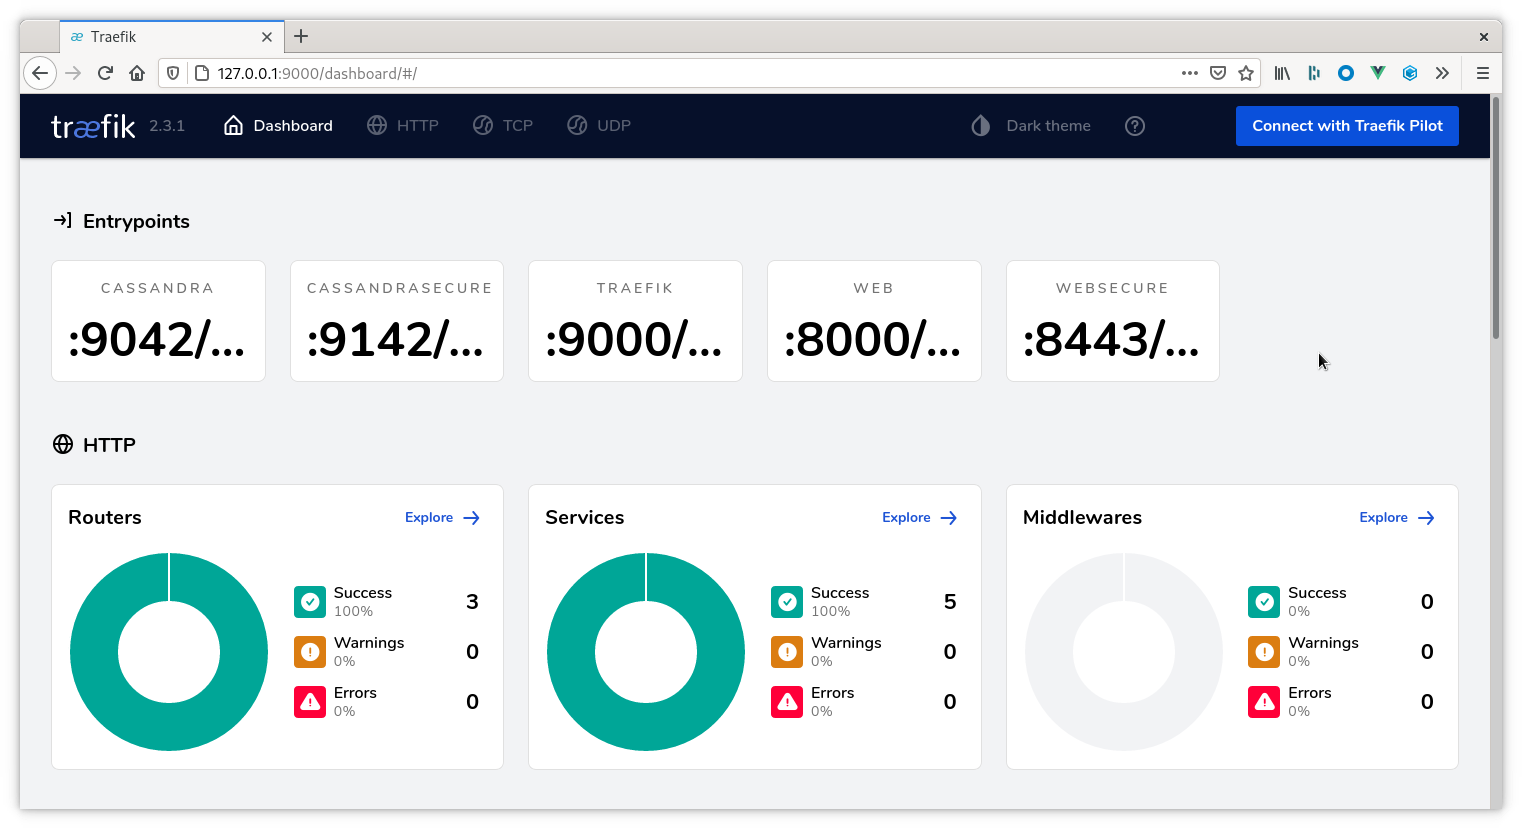 Traefik
127.0.0.1:9000/dashboard/#/
træfik 2.3.1 Dashboard HTTP TCP UDP Dark theme Connect with Traefik Pilot
Entrypoints
CASSANDRA CASSANDRASECURE TRAEFIK WEB WEBSECURE
:9042/... :9142/... :9000/... :8000/... :8443/...
HTTP
Routers Explore
Success 3
100%
Warnings 0
0%
Errors 0
0%
Services Explore
Success 5
100%
Warnings 0
0%
Errors 0
0%
Middlewares Explore
Success 0
0%
Warnings 0
0%
Errors 0
0%